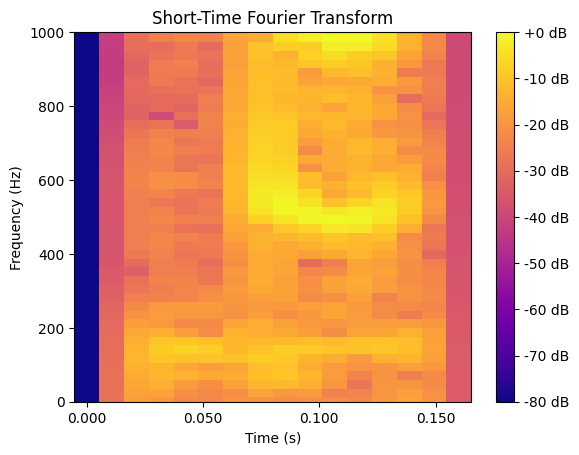 Short-Time Fourier Transform
1000
800
600
400
200
0
Frequency (Hz)
0.000
0.050
0.100
0.150
Time (s)
+0 dB
-10 dB
-20 dB
-30 dB
-40 dB
-50 dB
-60 dB
-70 dB
-80 dB